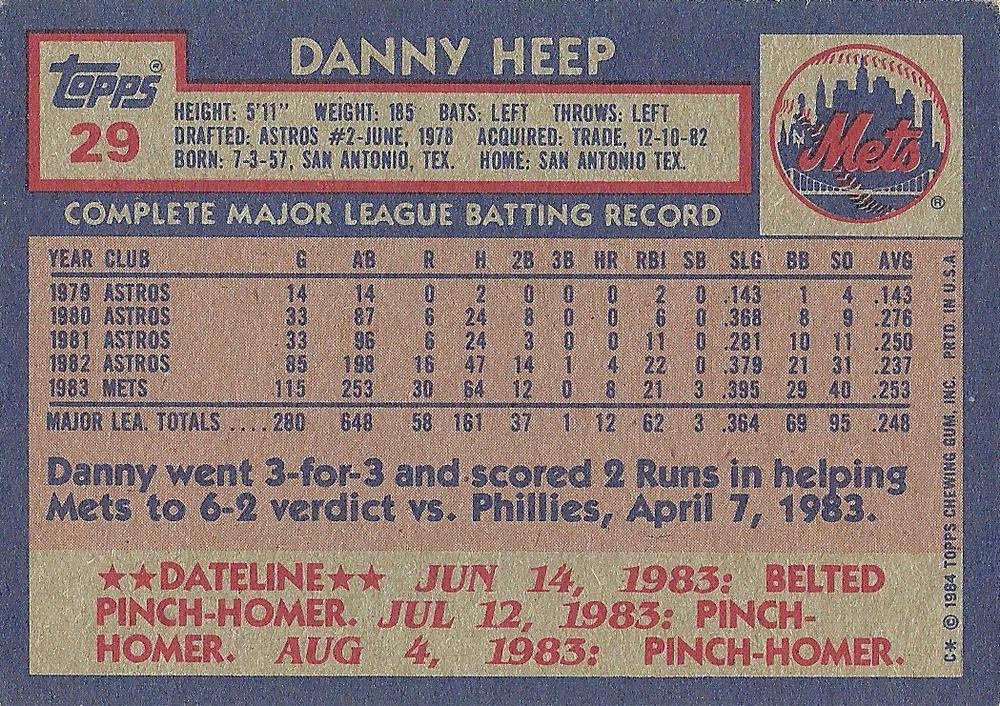 DANNY HEEP
Topps®
29
HEIGHT: 5'11" WEIGHT: 185 BATS: LEFT THROWS: LEFT
DRAFTED: ASTROS #2-JUNE, 1978 ACQUIRED: TRADE, 12-10-82
BORN: 7-3-57, SAN ANTONIO, TEX. HOME: SAN ANTONIO TEX.
Mets
®
COMPLETE MAJOR LEAGUE BATTING RECORD
YEAR CLUB G AB R H 2B 3B HR RBI SB SLG BB SO AVG
1979 ASTROS 14 14 0 2 0 0 0 2 0 .143 1 4 .143
1980 ASTROS 33 87 6 24 8 0 0 6 0 .368 8 9 .276
1981 ASTROS 33 96 6 24 3 0 0 11 0 .281 10 11 .250
1982 ASTROS 85 198 16 47 14 1 4 22 0 .379 21 31 .237
1983 METS 115 253 30 64 12 0 8 21 3 .395 29 40 .253
MAJOR LEA. TOTALS .... 280 648 58 161 37 1 12 62 3 .364 69 95 .248
Danny went 3-for-3 and scored 2 Runs in helping
Mets to 6-2 verdict vs. Phillies, April 7, 1983.
★★DATELINE★★ JUN 14, 1983: BELTED
PINCH-HOMER. JUL 12, 1983: PINCH-
HOMER. AUG 4, 1983: PINCH-HOMER.
C* © 1984 TOPPS CHEWING GUM, INC. PRTD. IN U.S.A.